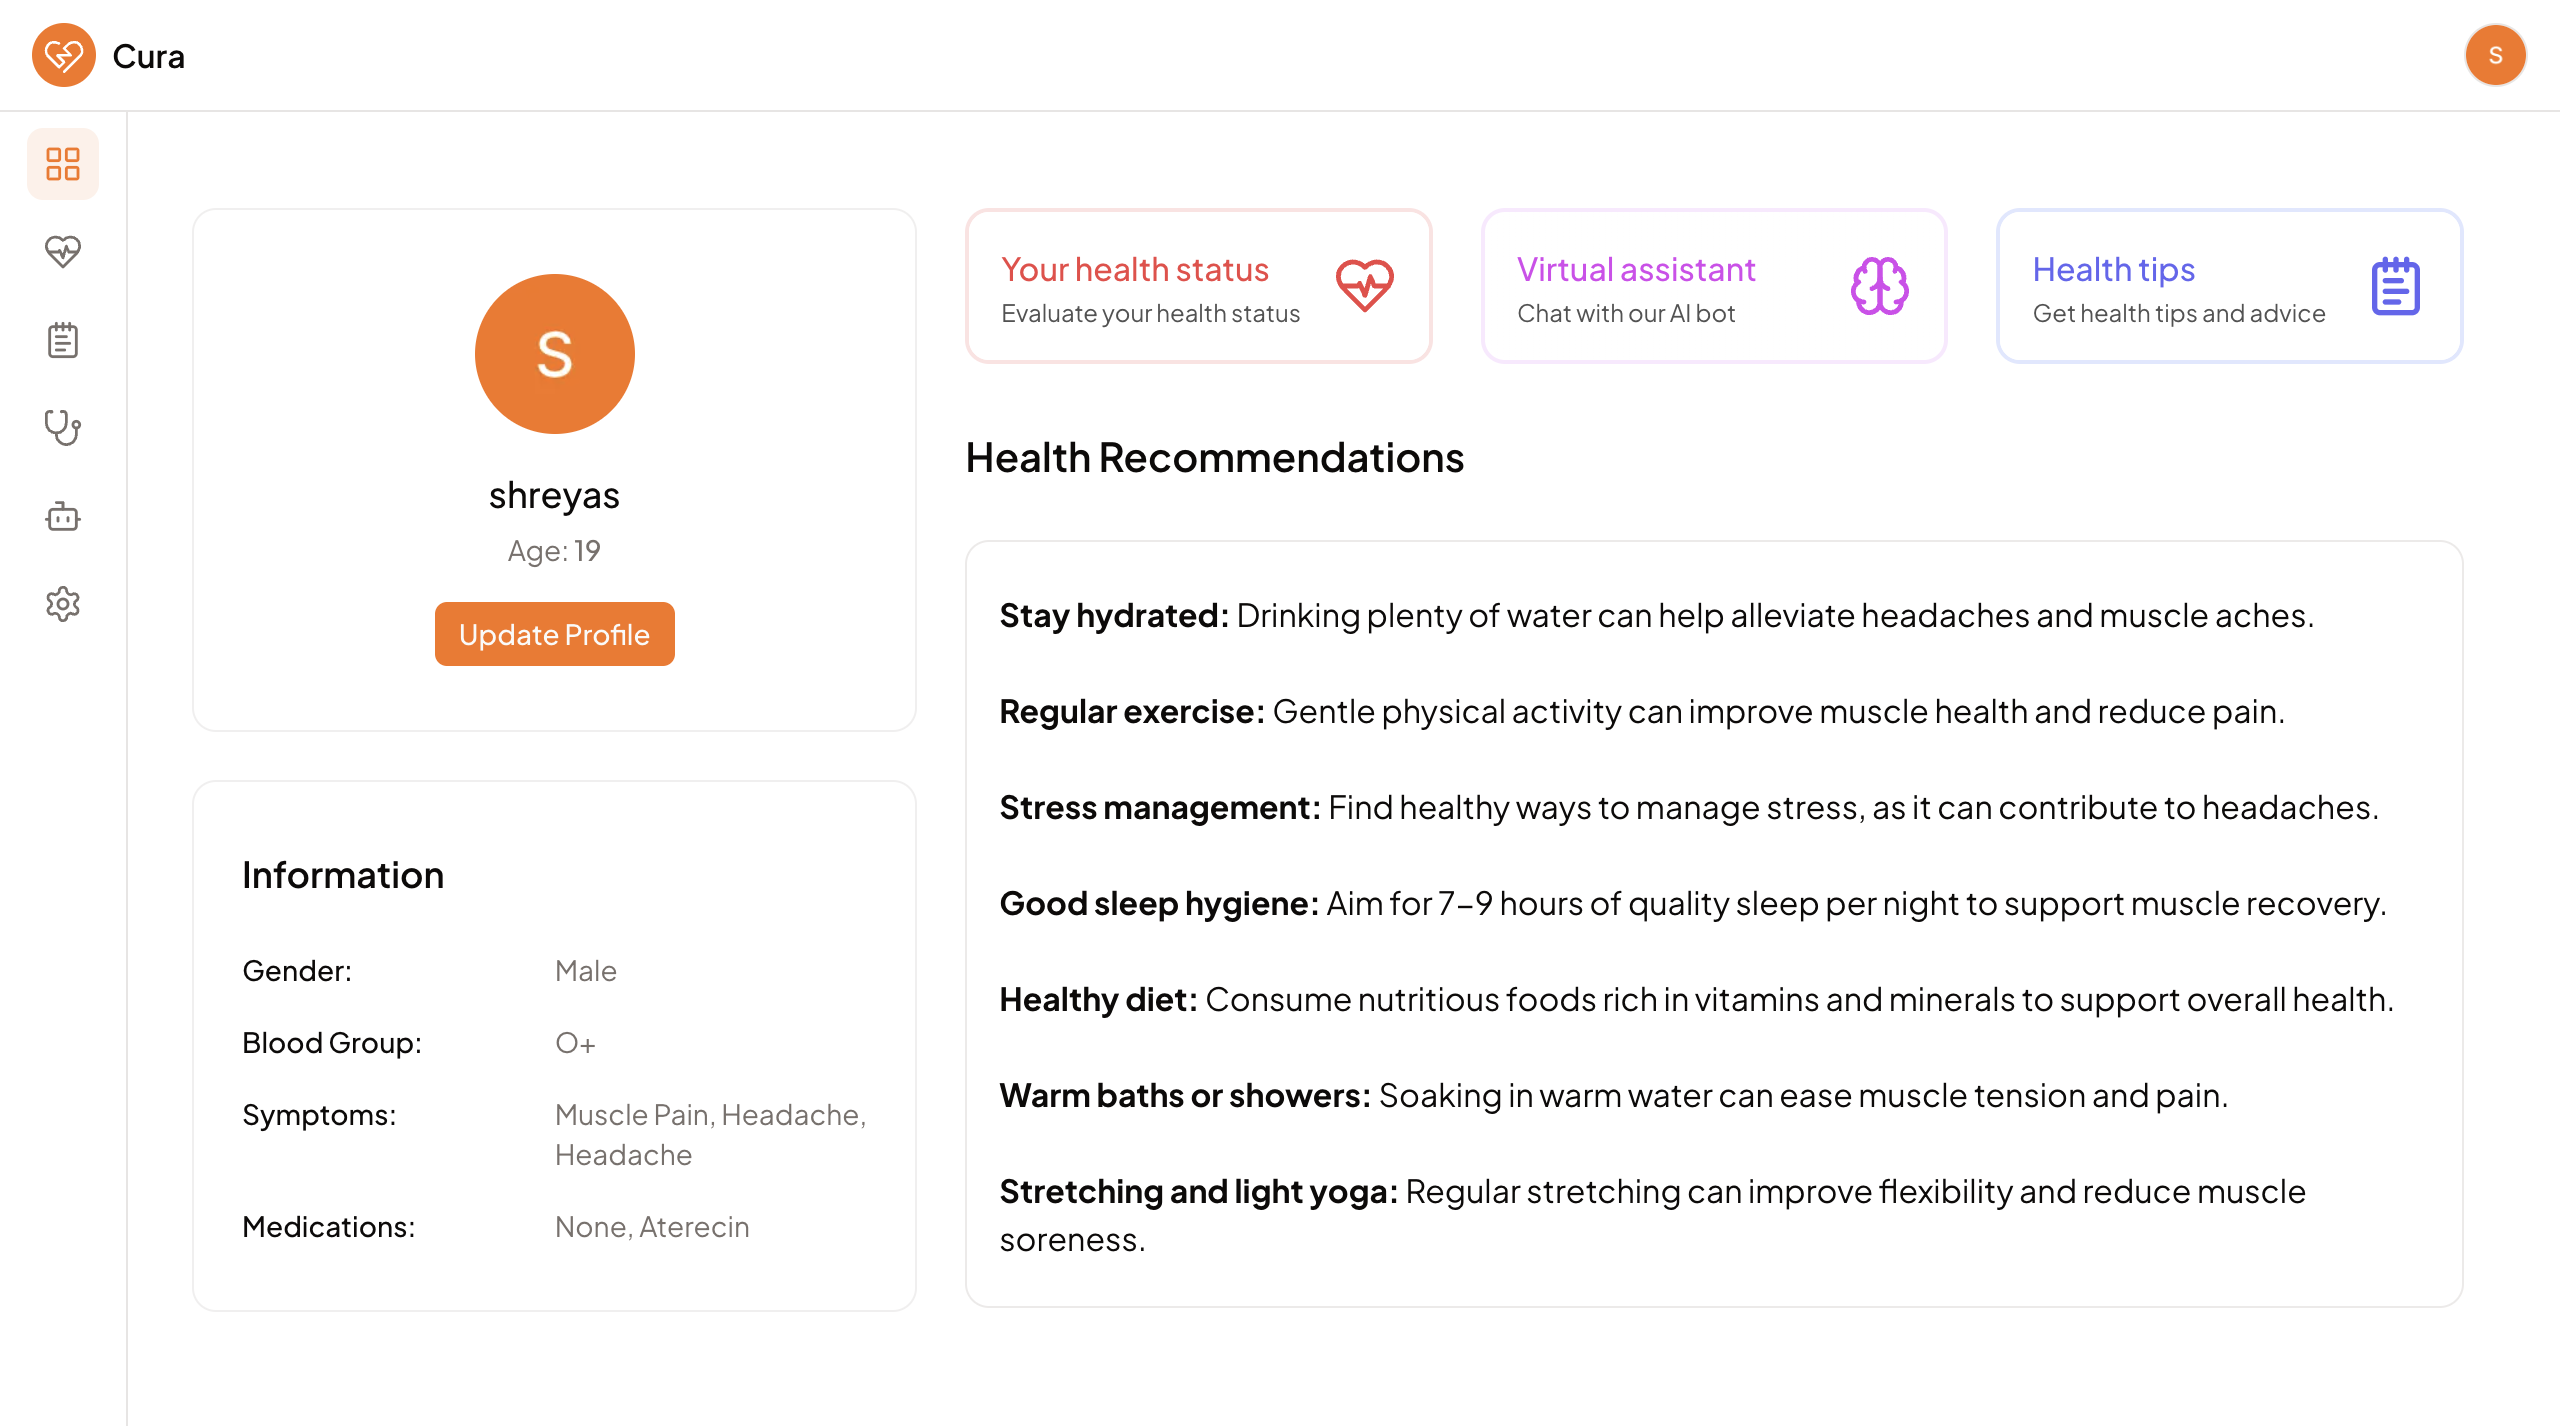 Cura
S
S
shreyas
Age: 19
Update Profile
Information
Gender: Male
Blood Group: O+
Symptoms: Muscle Pain, Headache,
Headache
Medications: None, Aterecin
Your health status
Evaluate your health status
Virtual assistant
Chat with our AI bot
Health tips
Get health tips and advice
Health Recommendations
Stay hydrated: Drinking plenty of water can help alleviate headaches and muscle aches.
Regular exercise: Gentle physical activity can improve muscle health and reduce pain.
Stress management: Find healthy ways to manage stress, as it can contribute to headaches.
Good sleep hygiene: Aim for 7–9 hours of quality sleep per night to support muscle recovery.
Healthy diet: Consume nutritious foods rich in vitamins and minerals to support overall health.
Warm baths or showers: Soaking in warm water can ease muscle tension and pain.
Stretching and light yoga: Regular stretching can improve flexibility and reduce muscle
soreness.